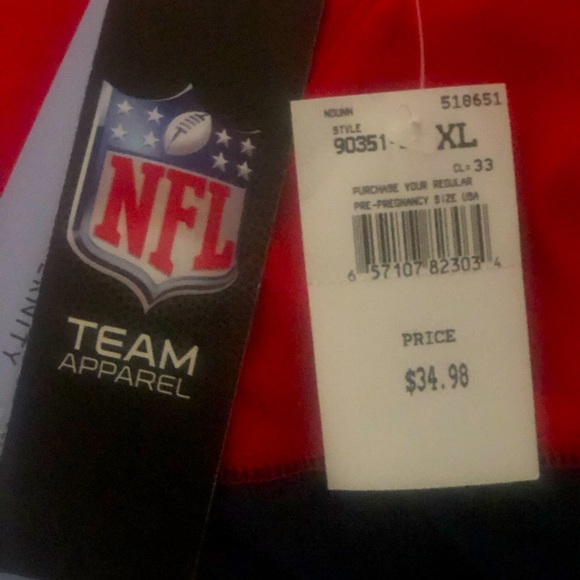 NFL
TEAM
APPAREL
518651
STYLE
90351- XL
CL: 33
PURCHASE YOUR REGULAR
PRE-PREGNANCY SIZE USA
6 57107 82303 4
PRICE
$34.98